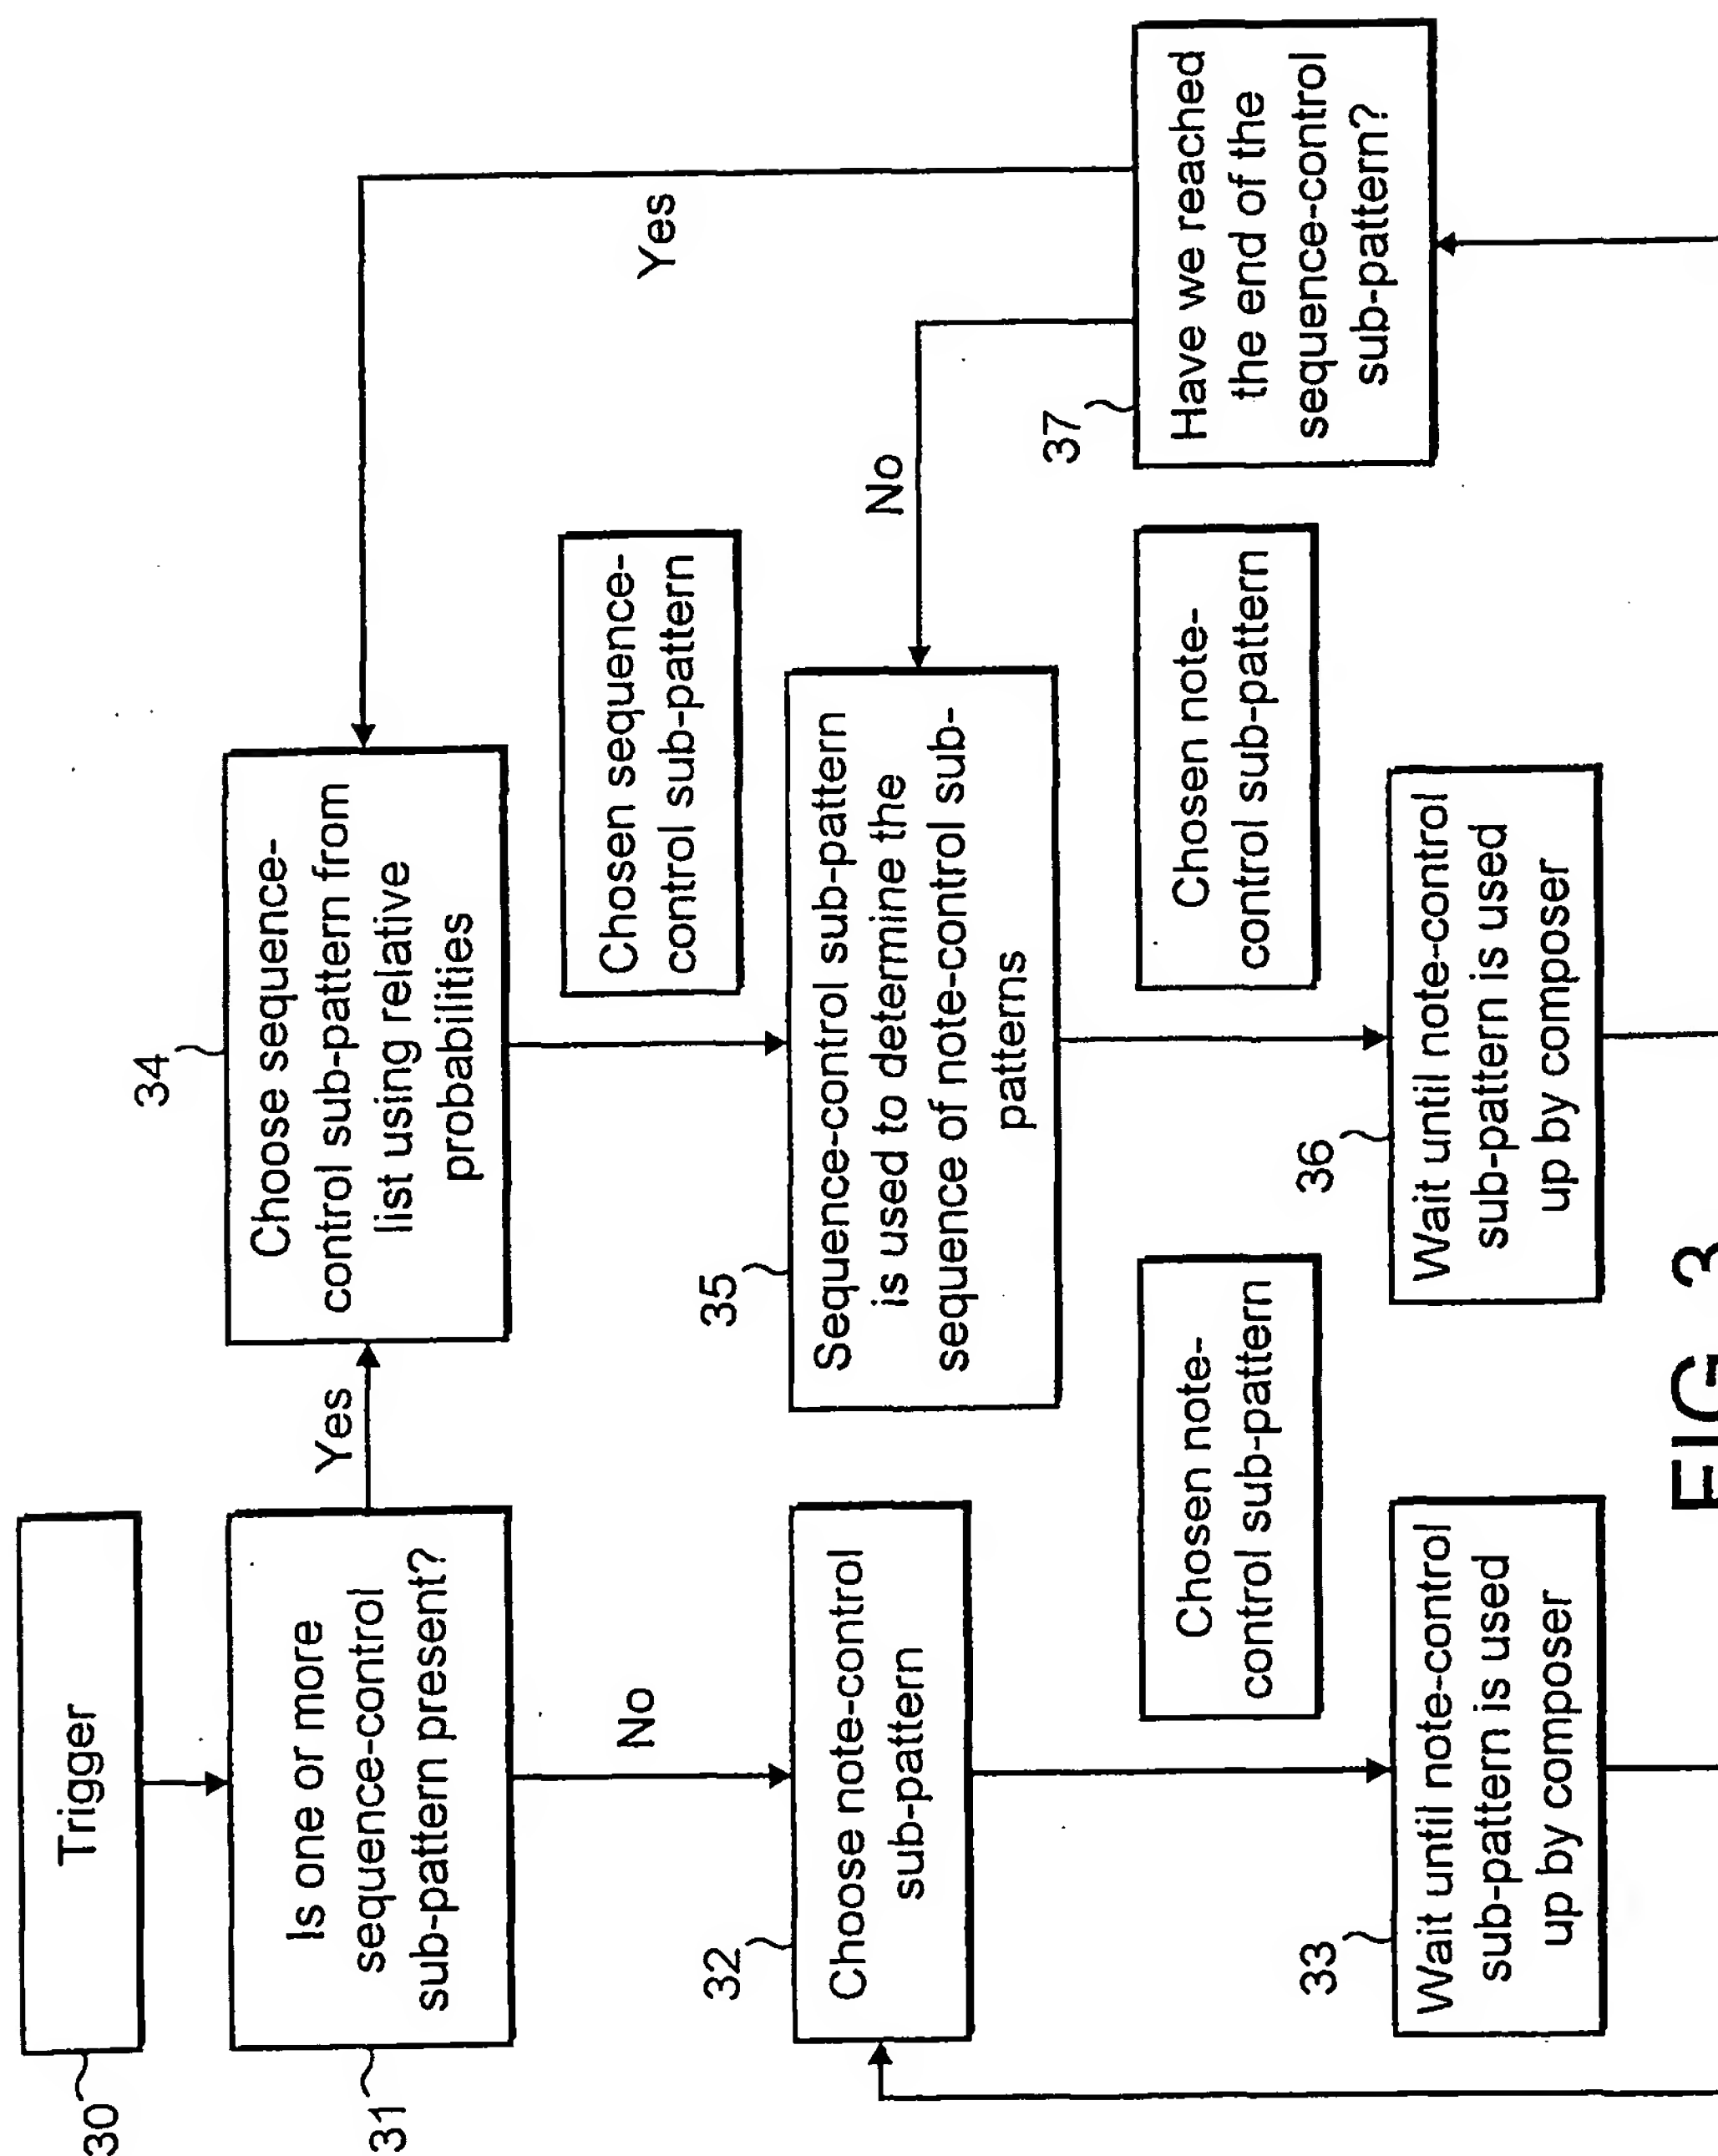 30
Trigger
31
Is one or more
sequence-control
sub-pattern present?
Yes
No
34
Choose sequence-
control sub-pattern from
list using relative
probabilities
Yes
Chosen sequence-
control sub-pattern
32
Choose note-control
sub-pattern
35
Sequence-control sub-pattern
is used to determine the
sequence of note-control sub-
patterns
No
37
Have we reached
the end of the
sequence-control
sub-pattern?
Chosen note-
control sub-pattern
Chosen note-
control sub-pattern
33
Wait until note-control
sub-pattern is used
up by composer
36
Wait until note-control
sub-pattern is used
up by composer
FIG 3